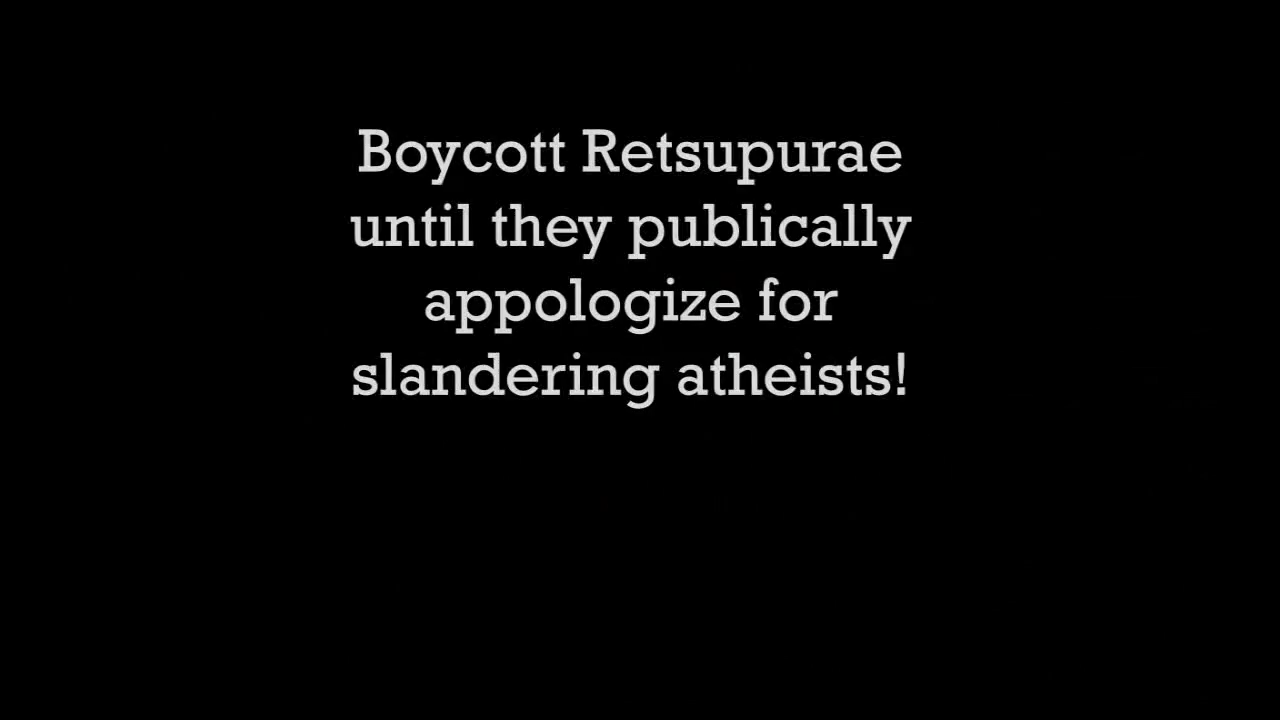 Boycott Retsupurae
until they publically
appologize for
slandering atheists!